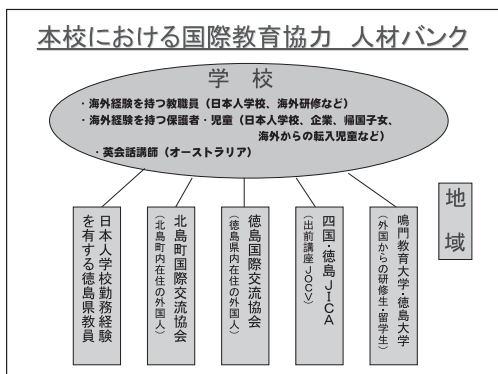 本校における国際教育協力　人材バンク
学　校
・海外経験を持つ教職員（日本人学校、海外研修など）
・海外経験を持つ保護者・児童（日本人学校、企業、帰国子女、
海外からの転入児童など）
・英会話講師（オーストラリア）
地　域
日本人学校勤務経験
を有する徳島県教員
北島町国際交流協会
（北島町内在住の外国人）
徳島国際交流協会
（徳島県内在住の外国人）
四国・徳島ＪＩＣＡ
（出前講座ＪＯＣＶ）
鳴門教育大学・徳島大学
（外国からの研修生・留学生）